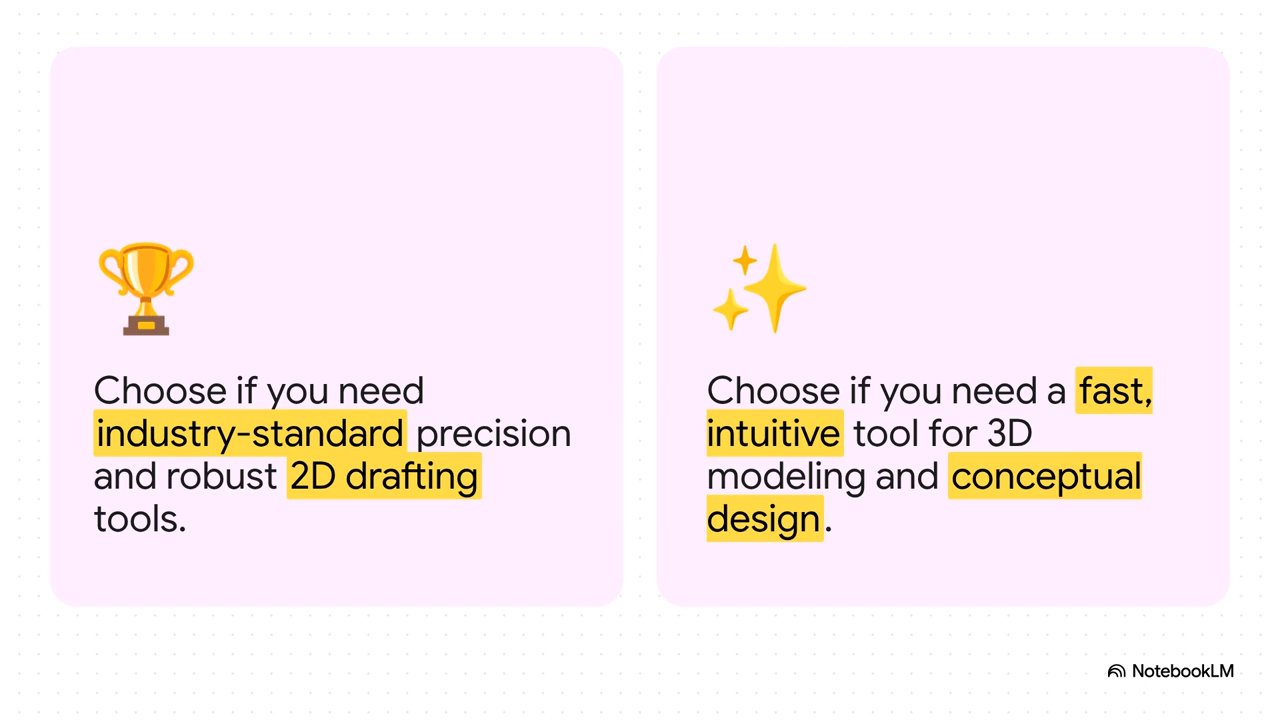 Choose if you need
industry-standard precision
and robust 2D drafting
tools.
Choose if you need a fast,
intuitive tool for 3D
modeling and conceptual
design.
NotebookLM